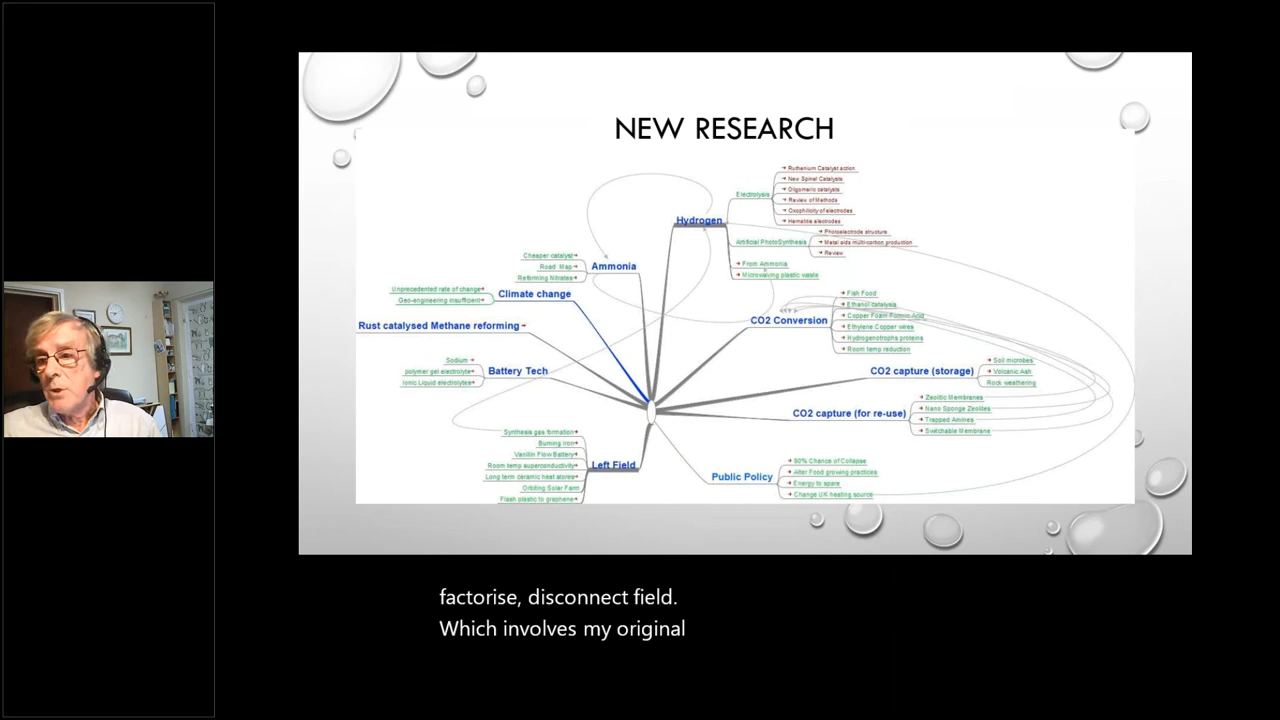 NEW RESEARCH
Hydrogen
Electrolysis
Ruthenium Catalyst action
New Spinal Catalysts
Oligomeric catalysts
Review of Methods
Oxophilicity of electrodes
Hematite electrodes
Artificial PhotoSynthesis
Photoelectrode structure
Metal aids multi-carbon production
Review
From Ammonia
Microwaving plastic waste
CO2 Conversion
Fish Food
Ethanol catalysis
Copper Foam Formic Acid
Ethylene Copper wires
Hydrogenotrophs proteins
Room temp reduction
CO2 capture (storage)
Soil microbes
Volcanic Ash
Rock weathering
CO2 capture (for re-use)
Zeolitic Membranes
Nano Sponge Zeolites
Trapped Amines
Switchable Membrane
Public Policy
90% Chance of Collapse
Alter Food growing practices
Energy to spare
Change UK heating source
Ammonia
Cheaper catalyst
Road Map
Reforming Nitrates
Climate change
Unprecedented rate of change
Geo-engineering insufficient
Rust catalysed Methane reforming
Battery Tech
Sodium
polymer gel electrolyte
Ionic Liquid electrolytes
Left Field
Synthesis gas formation
Burning Iron
Vanillin Flow Battery
Room temp superconductivity
Long term ceramic heat stores
Orbiting Solar Farm
Flash plastic to graphene
factorise, disconnect field.
Which involves my original